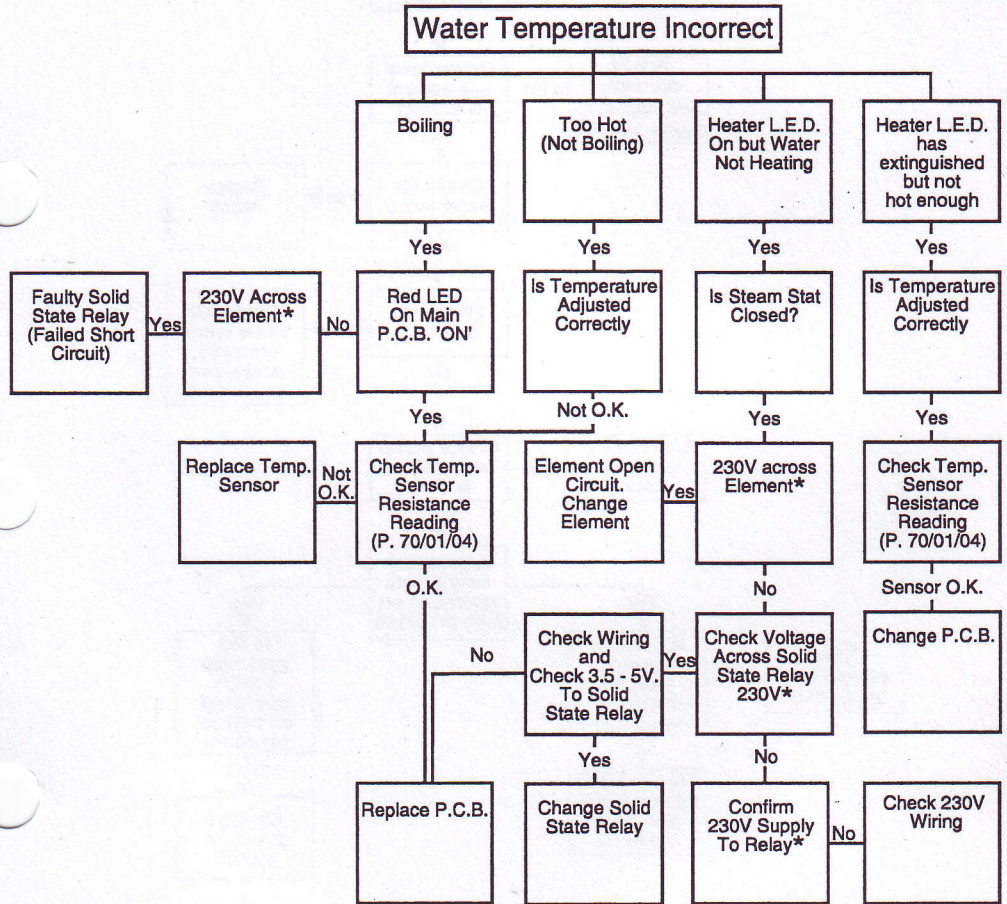 Water Temperature Incorrect
Boiling
Too Hot
(Not Boiling)
Heater L.E.D.
On but Water
Not Heating
Heater L.E.D.
has
extinguished
but not
hot enough
Yes
Yes
Yes
Yes
Faulty Solid
State Relay
(Failed Short
Circuit)
Yes
230V Across
Element*
No
Red LED
On Main
P.C.B. 'ON'
Is Temperature
Adjusted
Correctly
Is Steam Stat
Closed?
Is Temperature
Adjusted
Correctly
Yes
Not O.K.
Yes
Yes
Replace Temp.
Sensor
Not
O.K.
Check Temp.
Sensor
Resistance
Reading
(P. 70/01/04)
Element Open
Circuit.
Change
Element
Yes
230V across
Element*
Check Temp.
Sensor
Resistance
Reading
(P. 70/01/04)
O.K.
No
Sensor O.K.
No
Check Wiring
and
Check 3.5 - 5V.
To Solid
State Relay
Yes
Check Voltage
Across Solid
State Relay
230V*
Change P.C.B.
Yes
No
Replace P.C.B.
Change Solid
State Relay
Confirm
230V Supply
To Relay*
No
Check 230V
Wiring